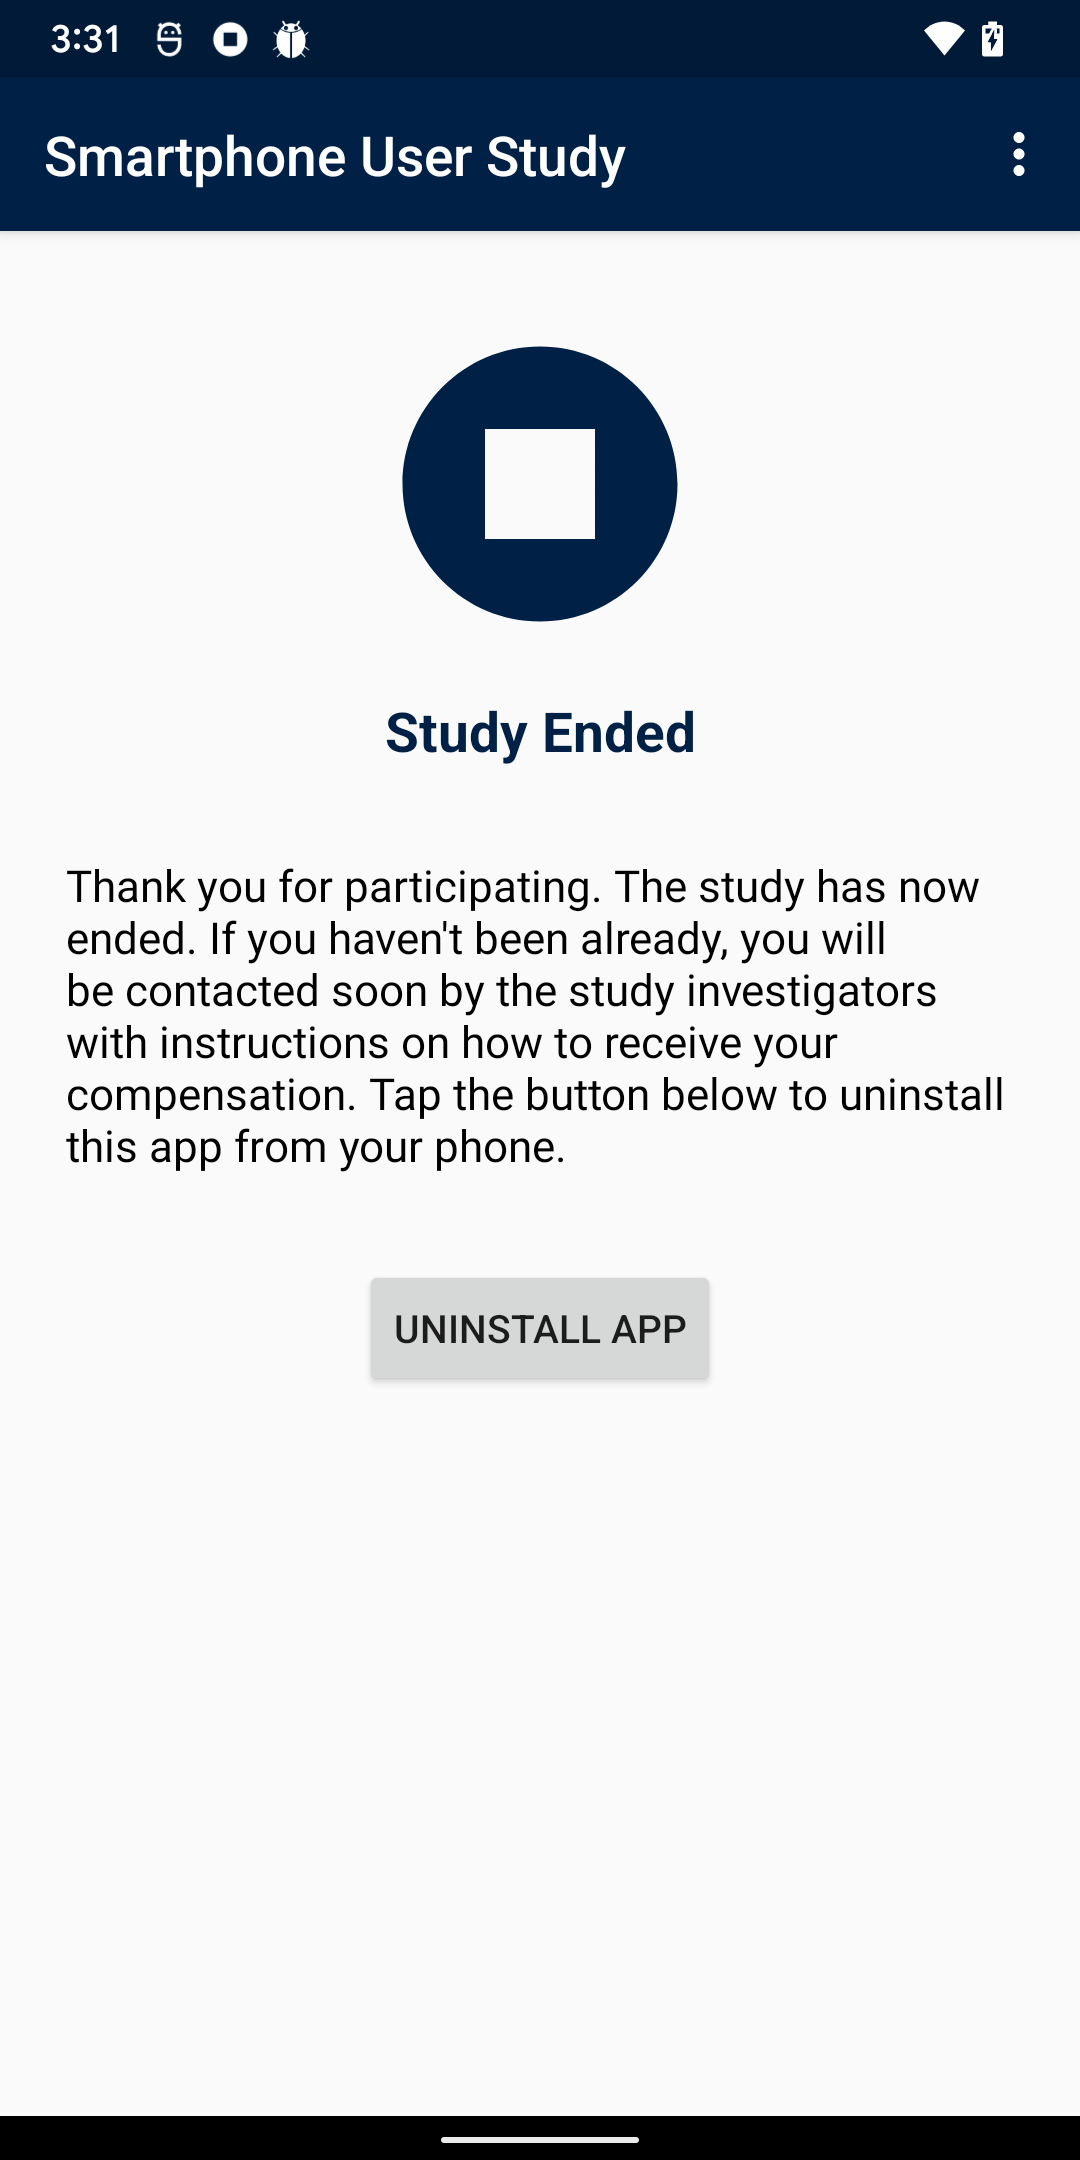 3:31
Smartphone User Study
Study Ended
Thank you for participating. The study has now
ended. If you haven't been already, you will
be contacted soon by the study investigators
with instructions on how to receive your
compensation. Tap the button below to uninstall
this app from your phone.
UNINSTALL APP